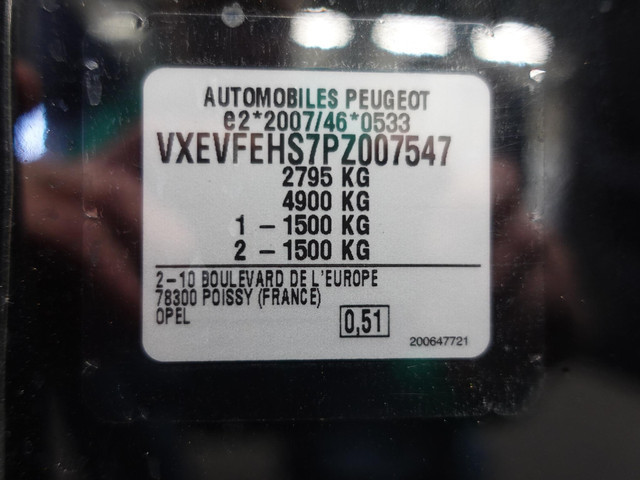 AUTOMOBILES PEUGEOT
e2*2007/46*0533
VXEVFEHS7PZ007547
2795 KG
4900 KG
1 - 1500 KG
2 - 1500 KG
2-10 BOULEVARD DE L'EUROPE
78300 POISSY (FRANCE)
OPEL
0,51
200647721